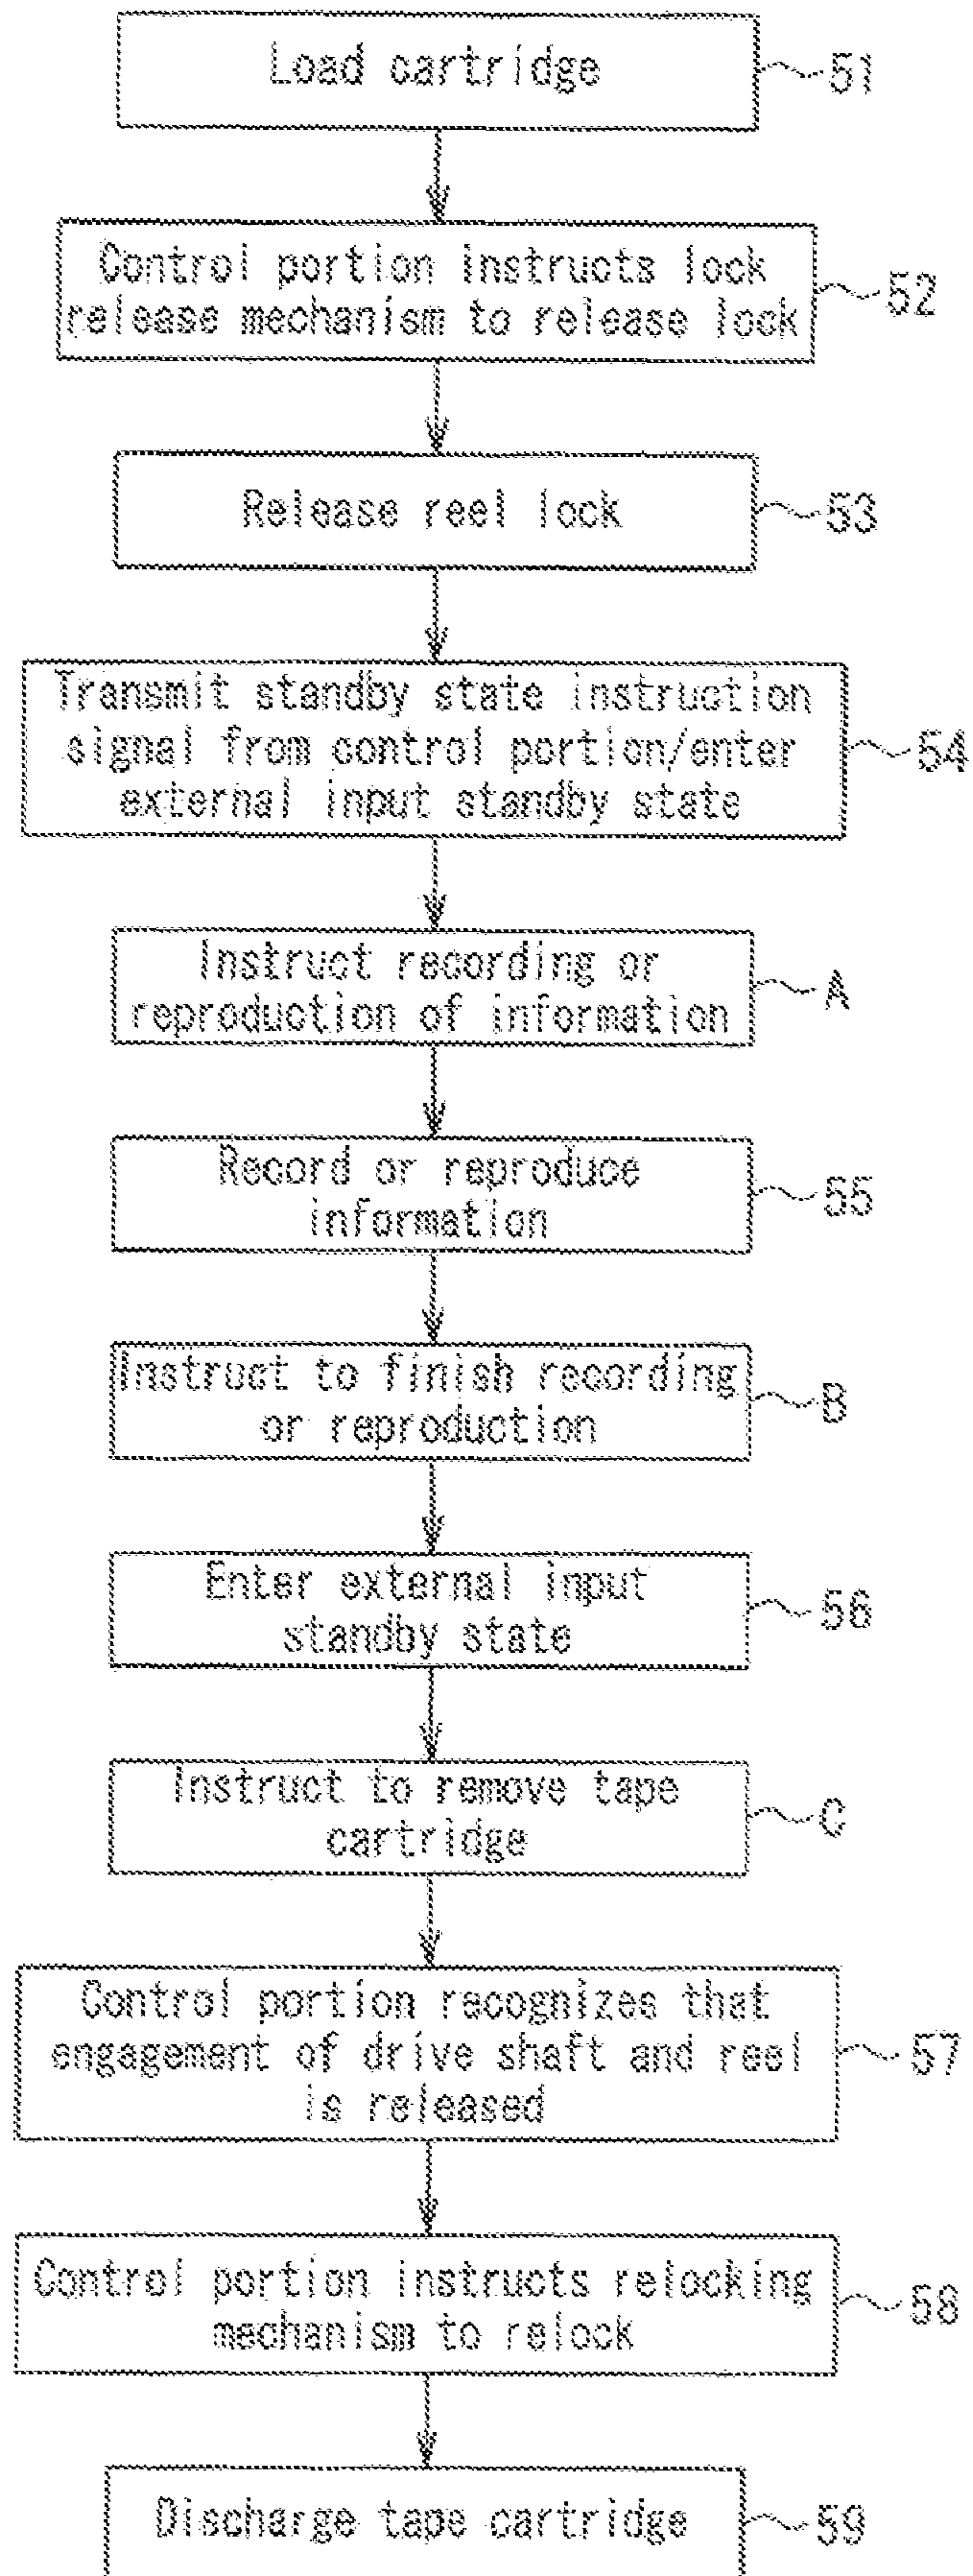 Load cartridge
51
Control portion instructs lock
release mechanism to release lock
52
Release reel lock
53
Transmit standby state instruction
signal from control portion/enter
external input standby state
54
Instruct recording or
reproduction of information
A
Record or reproduce
information
55
Instruct to finish recording
or reproduction
B
Enter external input
standby state
56
Instruct to remove tape
cartridge
C
Control portion recognizes that
engagement of drive shaft and reel
is released
57
Control portion instructs relocking
mechanism to relock
58
Discharge tape cartridge
59